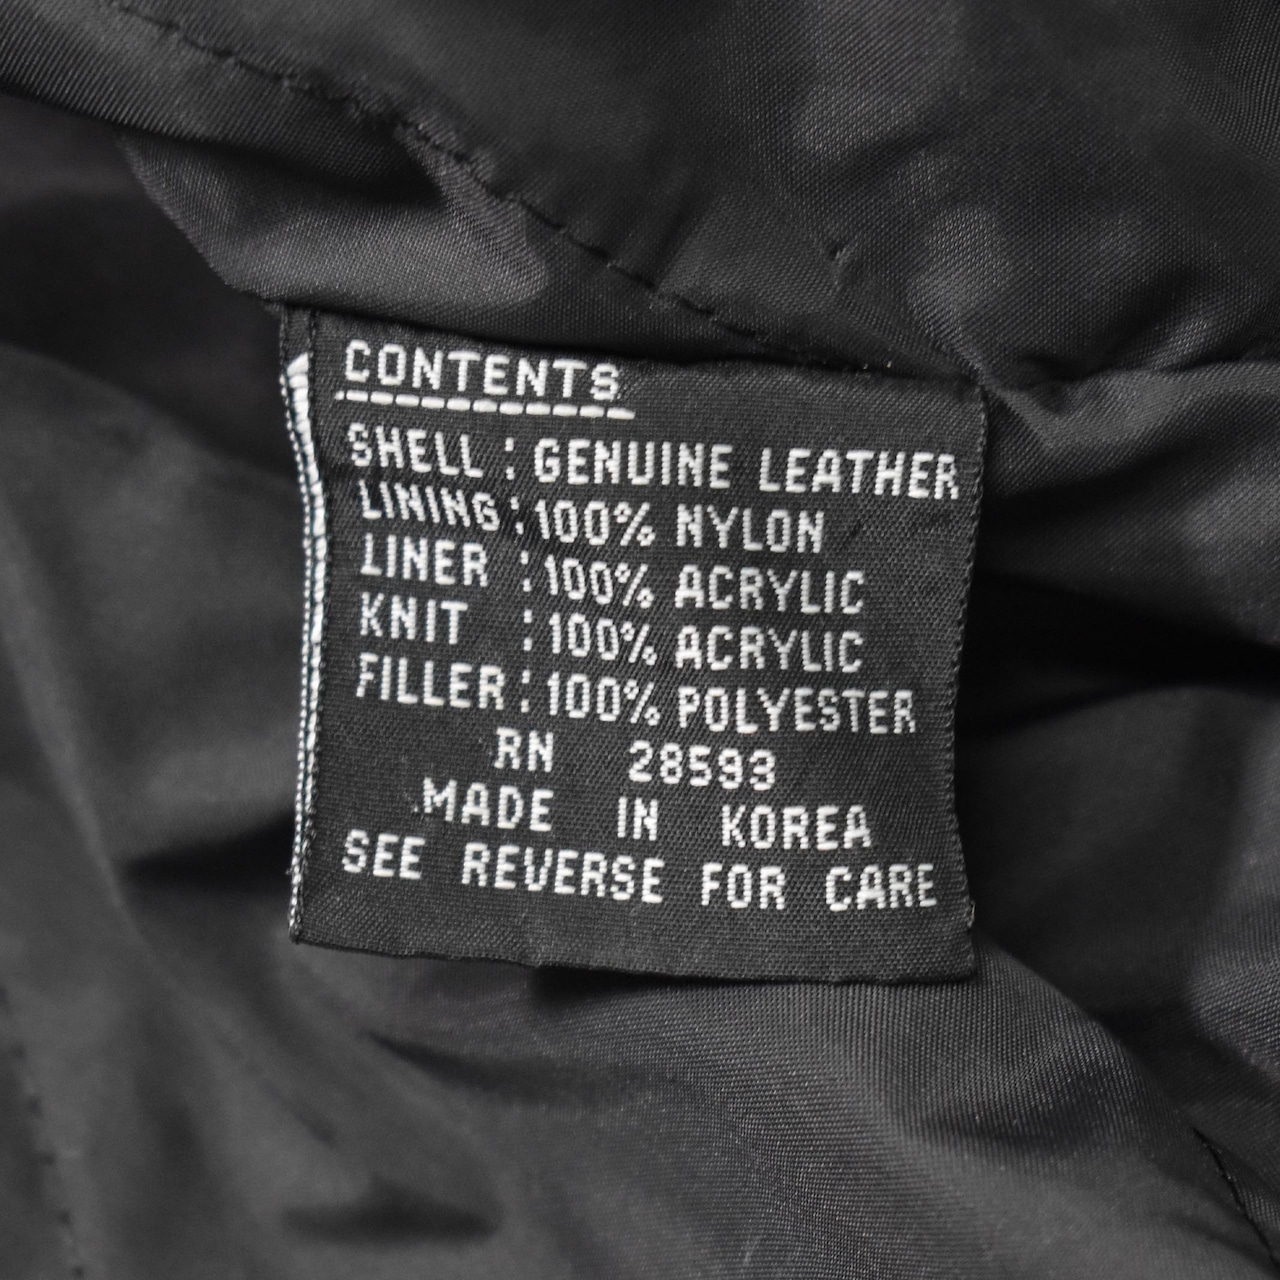 CONTENTS
SHELL : GENUINE LEATHER
LINING : 100% NYLON
LINER : 100% ACRYLIC
KNIT : 100% ACRYLIC
FILLER : 100% POLYESTER
RN 28593
MADE IN KOREA
SEE REVERSE FOR CARE